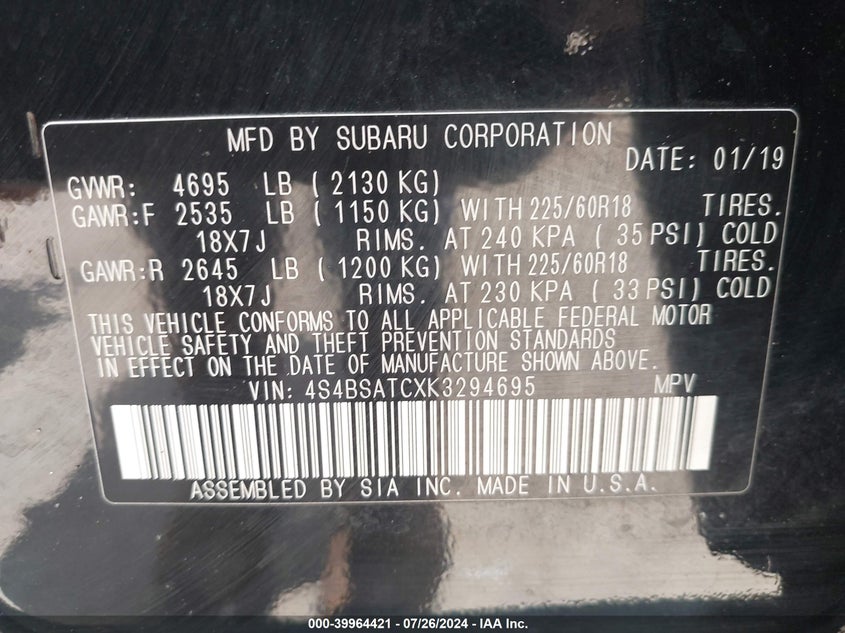 MFD BY SUBARU CORPORATION
DATE: 01/19
GVWR: 4695 LB ( 2130 KG)
GAWR:F 2535 LB ( 1150 KG) WITH 225/60R18 TIRES.
18X7J RIMS. AT 240 KPA ( 35 PSI) COLD
GAWR:R 2645 LB ( 1200 KG) WITH 225/60R18 TIRES.
18X7J RIMS. AT 230 KPA ( 33 PSI) COLD
THIS VEHICLE CONFORMS TO ALL APPLICABLE FEDERAL MOTOR
VEHICLE SAFETY AND THEFT PREVENTION STANDARDS
IN EFFECT ON THE DATE OF MANUFACTURE SHOWN ABOVE.
VIN: 4S4BSATCXK3294695 MPV
ASSEMBLED BY SIA INC. MADE IN U.S.A.
000-39964421 - 07/26/2024 - IAA Inc.